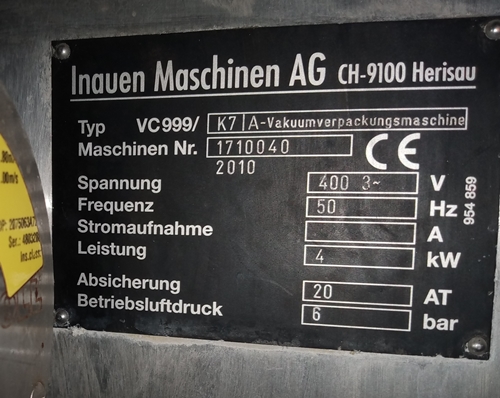 Inauen Maschinen AG CH-9100 Herisau
Typ VC999/ K7 A-Vakuumverpackungsmaschine
Maschinen Nr. 1710040
2010
CE
Spannung 400 3~ V
Frequenz 50 Hz
Stromaufnahme A
Leistung 4 kW
Absicherung 20 AT
Betriebsluftdruck 6 bar
954 859